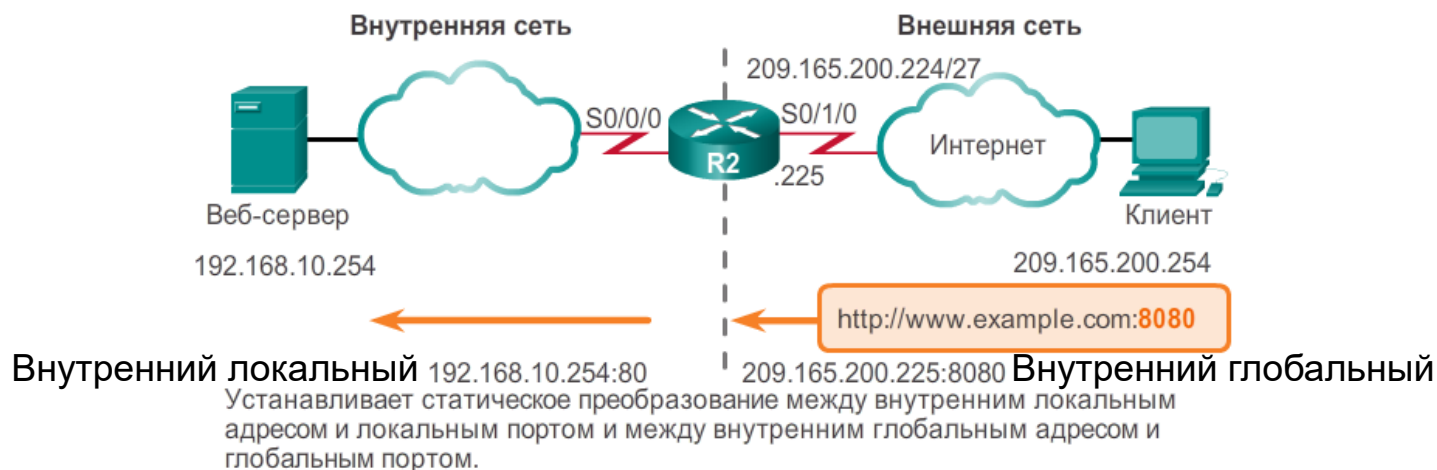 Внутренняя сеть
Внешняя сеть
209.165.200.224/27
S0/0/0
S0/1/0
Интернет
R2
.225
Веб-сервер
Клиент
192.168.10.254
209.165.200.254
http://www.example.com:8080
Внутренний локальный 192.168.10.254:80
209.165.200.225:8080 Внутренний глобальный
Устанавливает статическое преобразование между внутренним локальным
адресом и локальным портом и между внутренним глобальным адресом и
глобальным портом.